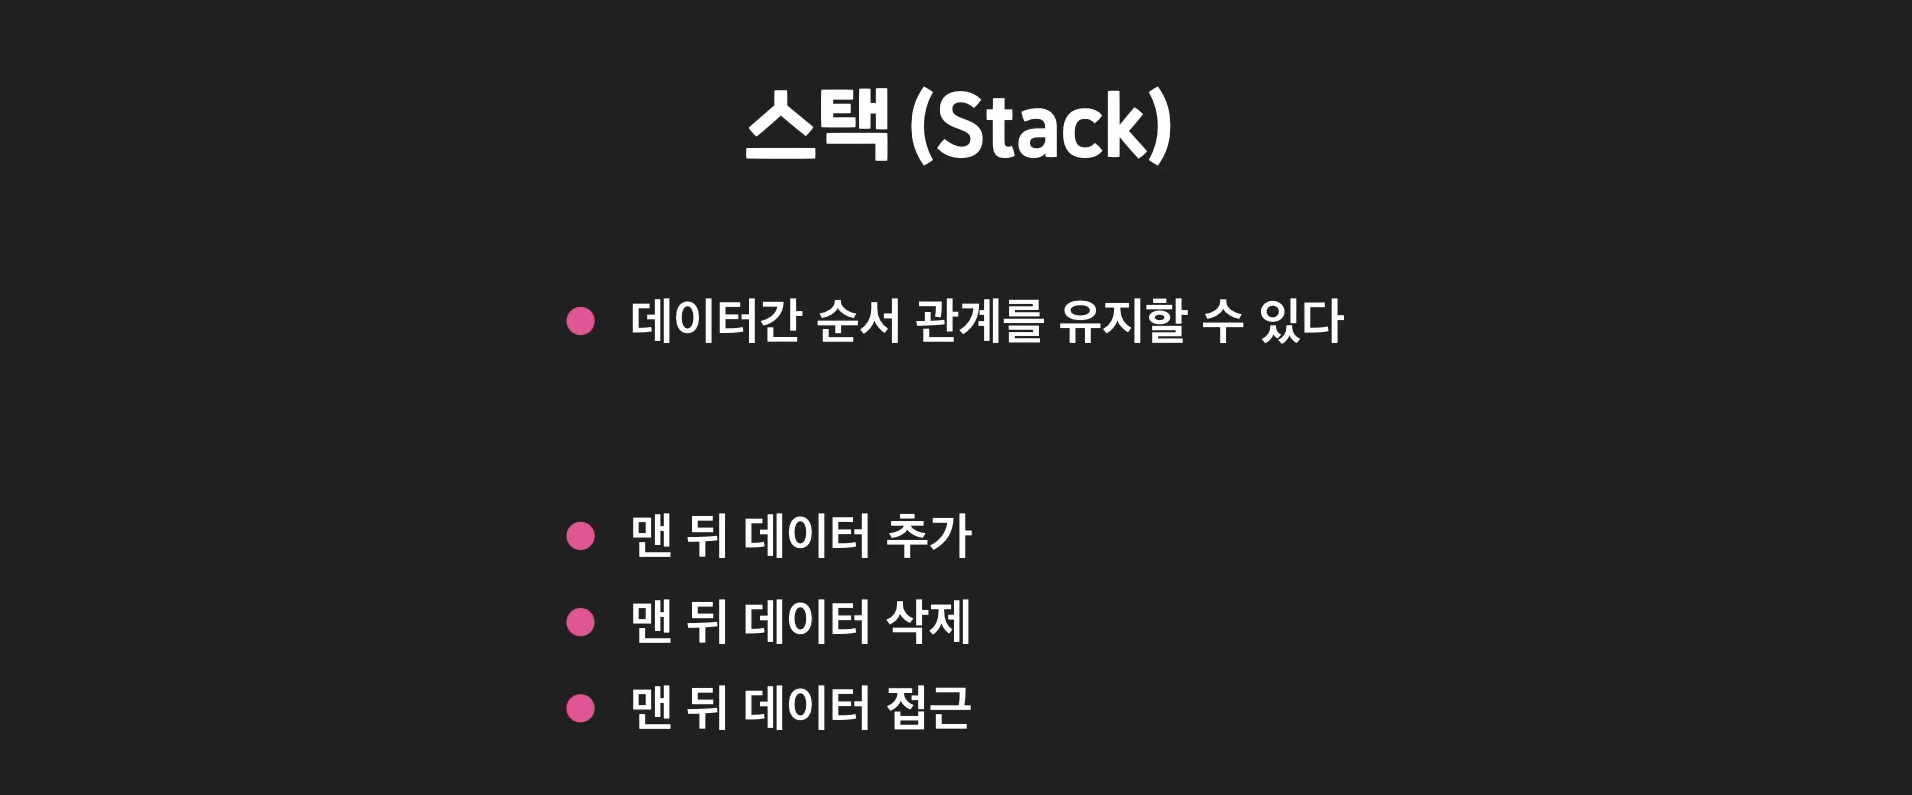 스택 (Stack)
데이터간 순서 관계를 유지할 수 있다
맨 뒤 데이터 추가
맨 뒤 데이터 삭제
맨 뒤 데이터 접근